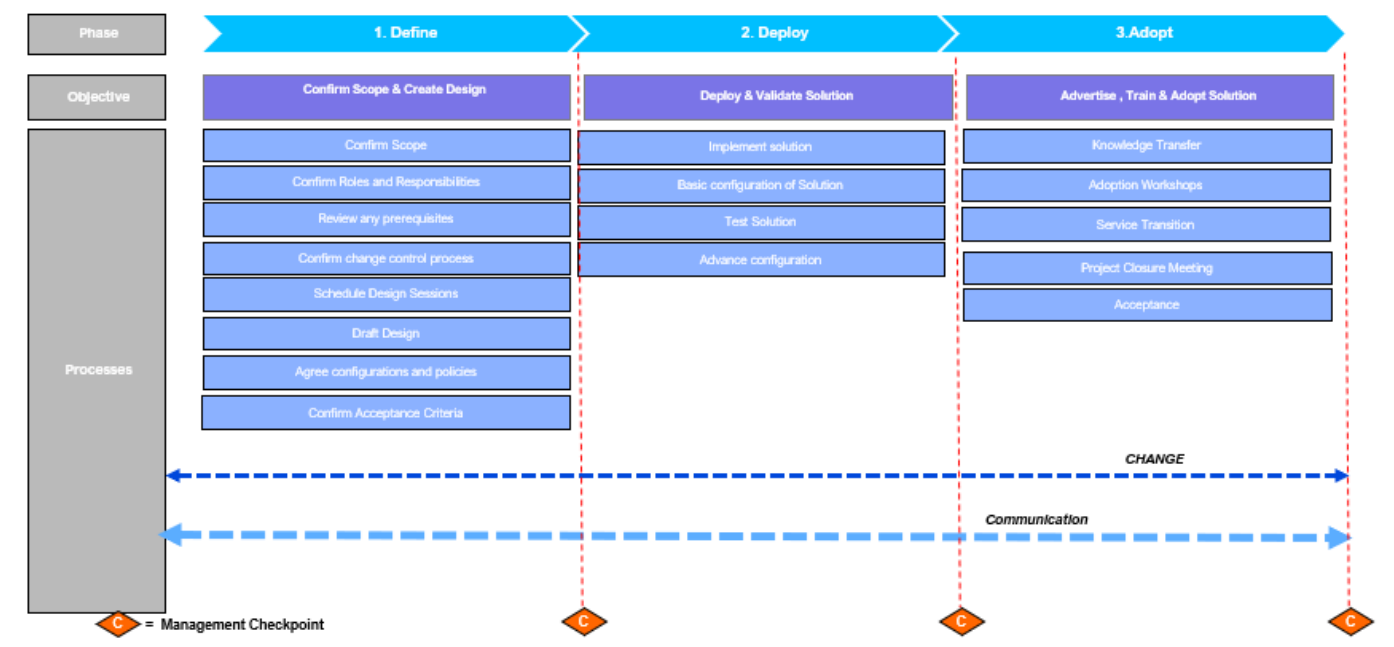 Phase
1. Define
2. Deploy
3.Adopt
Objective
Confirm Scope & Create Design
Deploy & Validate Solution
Advertise , Train & Adopt Solution
Processes
Confirm Scope
Confirm Roles and Responsibilities
Review any prerequisites
Confirm change control process
Schedule Design Sessions
Draft Design
Agree configurations and policies
Confirm Acceptance Criteria
Implement solution
Basic configuration of Solution
Test Solution
Advance configuration
Knowledge Transfer
Adoption Workshops
Service Transition
Project Closure Meeting
Acceptance
CHANGE
Communication
C = Management Checkpoint
C
C
C